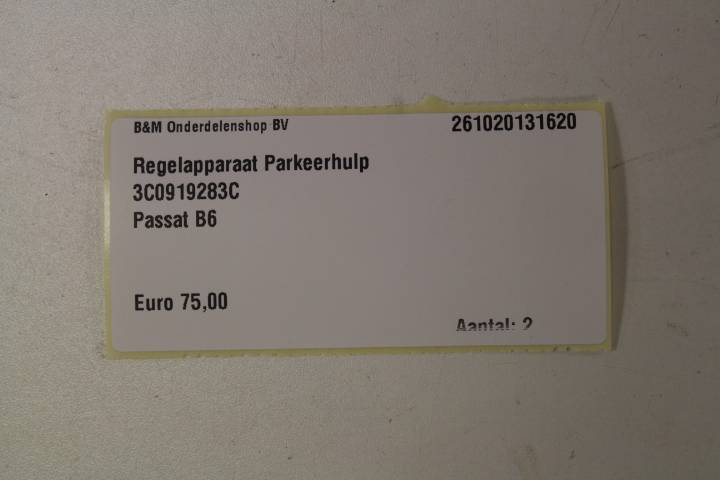 B&M Onderdelenshop BV 261020131620
Regelapparaat Parkeerhulp
3C0919283C
Passat B6
Euro 75,00
Aantal: 2